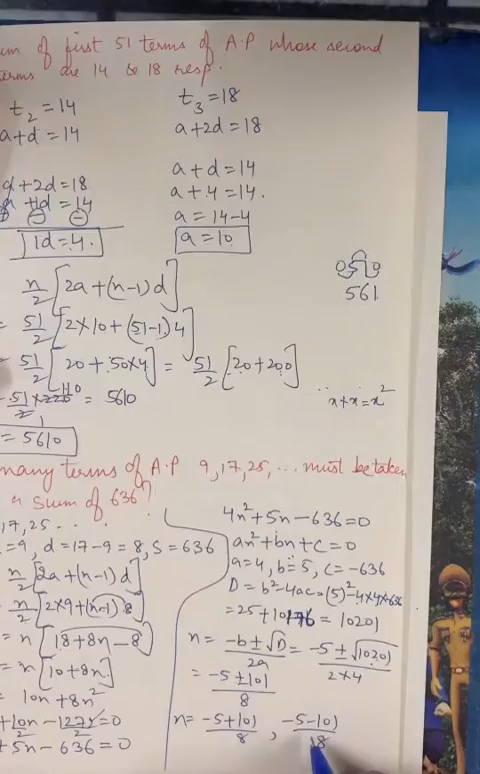 um of first 51 terms of A.P whose second
terms are 14 & 18 resp.
t₂ = 14
a+d = 14
t₃ = 18
a+2d = 18
a+2d = 18
a+d = 14
1d = 4.
a+d = 14
a+4 = 14.
a = 14-4
a = 10
n/2 [2a+(n-1)d]
= 51/2 [2×10+(51-1)4]
= 51/2 [20+50×4] = 51/2 [20+200]
51/2 × 220 110 = 5610
= 5610
050
561
x+x=x²
many terms of A.P 9,17,25,... must be taken
a sum of 636?
17,25...
=9, d=17-9=8, S=636
n/2 [2a+(n-1)d]
= n/2 [2×9+(n-1)8]
= n [18+8n-8]
= n [10+8n]
= 10n+8n²
+10n-1272=0
+5n-636=0
4n²+5n-636=0
an²+bn+c=0
a=4, b=5, c=-636
D=b²-4ac=(5)²-4×4×-636
=25+10176 = 10201
n = -b±√D/2a = -5±√10201/2×4
= -5±101/8
n = -5+101/8 , -5-101/8